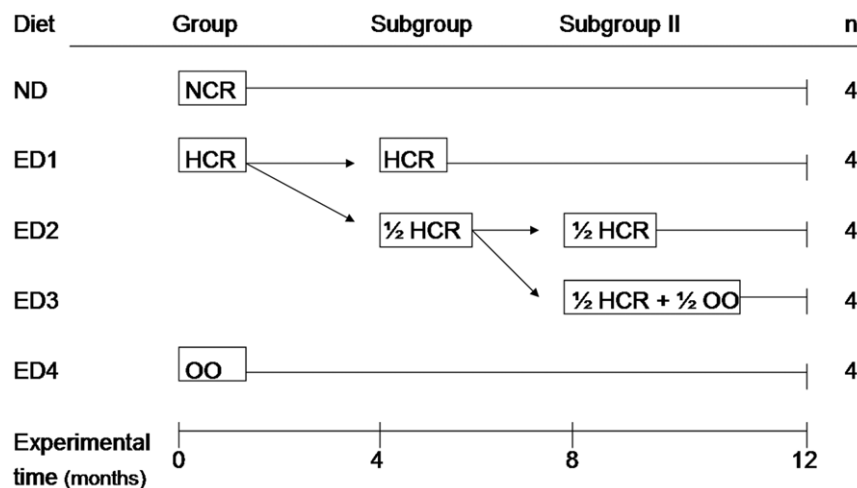 Diet Group Subgroup Subgroup II n
ND NCR 4
ED1 HCR HCR 4
ED2 ½ HCR ½ HCR 4
ED3 ½ HCR + ½ OO 4
ED4 OO 4
Experimental
time (months)
0 4 8 12